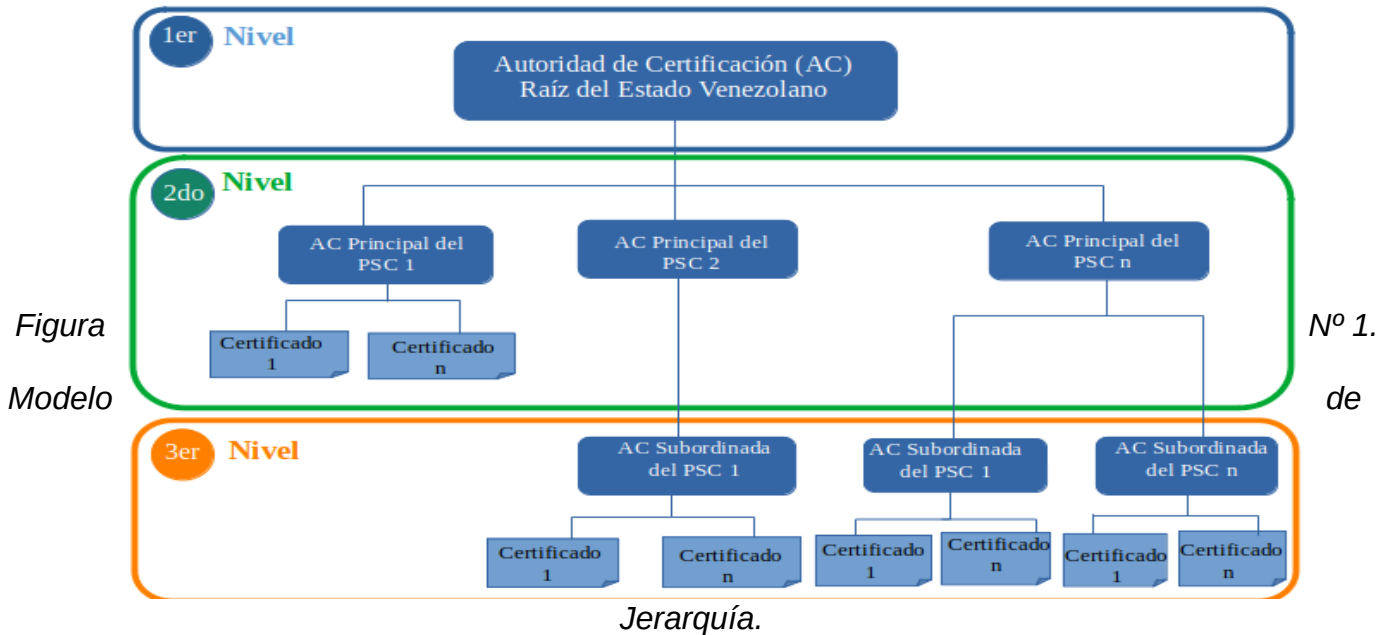 1er Nivel
Autoridad de Certificación (AC)
Raíz del Estado Venezolano
2do Nivel
AC Principal del
PSC 1
AC Principal del
PSC 2
AC Principal del
PSC n
Certificado
1
Certificado
n
Figura Nº 1.
Modelo de
3er Nivel
AC Subordinada
del PSC 1
AC Subordinada
del PSC 1
AC Subordinada
del PSC n
Certificado
1
Certificado
n
Certificado
1
Certificado
n
Certificado
1
Certificado
n
Jerarquía.